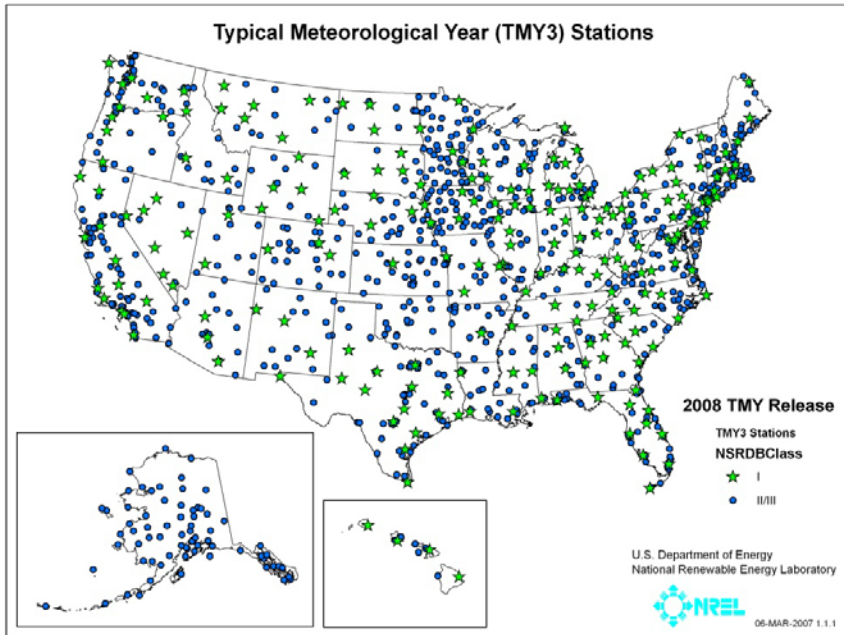 Typical Meteorological Year (TMY3) Stations
2008 TMY Release
TMY3 Stations
NSRDBClass
I
II/III
U.S. Department of Energy
National Renewable Energy Laboratory
NREL
06-MAR-2007 1.1.1